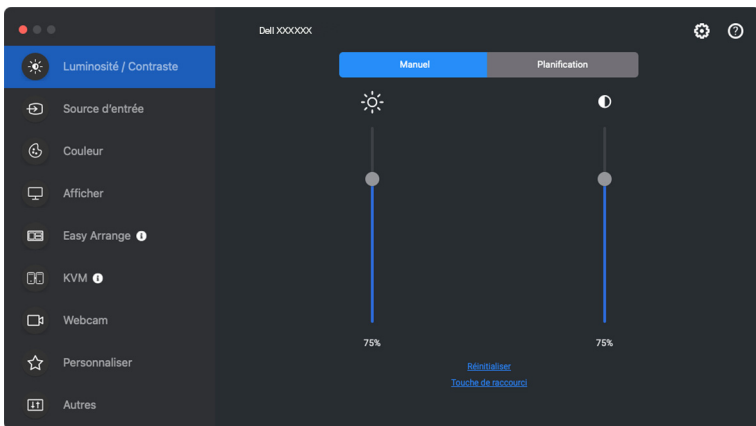 Dell XXXXXX
Luminosité / Contraste
Source d'entrée
Couleur
Afficher
Easy Arrange
KVM
Webcam
Personnaliser
Autres
Manuel
Planification
75%
75%
Réinitialiser
Touche de raccourci